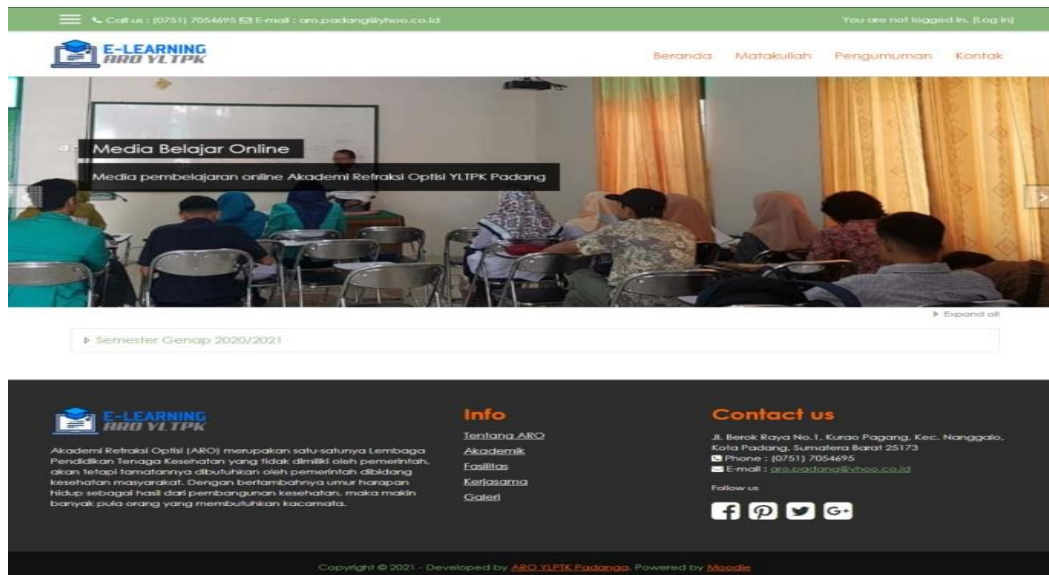 Call us : (0751) 7054695 E-mail : aro.padang@yhoo.co.id
You are not logged in. (Log in)
E-LEARNING
ARO YLTPK
Beranda Matakuliah Pengumuman Kontak
Media Belajar Online
Media pembelajaran online Akademi Refraksi Optisi YLTPK Padang
Expand all
Semester Genap 2020/2021
E-LEARNING
ARO YLTPK
Akademi Refraksi Optisi (ARO) merupakan satu-satunya Lembaga
Pendidikan Tenaga Kesehatan yang tidak dimiliki oleh pemerintah,
akan tetapi tamatannya dibutuhkan oleh pemerintah dibidang
kesehatan masyarakat. Dengan bertambahnya umur harapan
hidup sebagai hasil dari pembangunan kesehatan, maka makin
banyak pula orang yang membutuhkan kacamata.
Info
Tentang ARO
Akademik
Fasilitas
Kerjasama
Galeri
Contact us
Jl. Berok Raya No.1, Kurao Pagang, Kec. Nanggalo,
Kota Padang, Sumatera Barat 25173
Phone : (0751) 7054695
E-mail : aro.padang@yhoo.co.id
Follow us
Copyright © 2021 - Developed by ARO YLPTK Padanga. Powered by Moodle